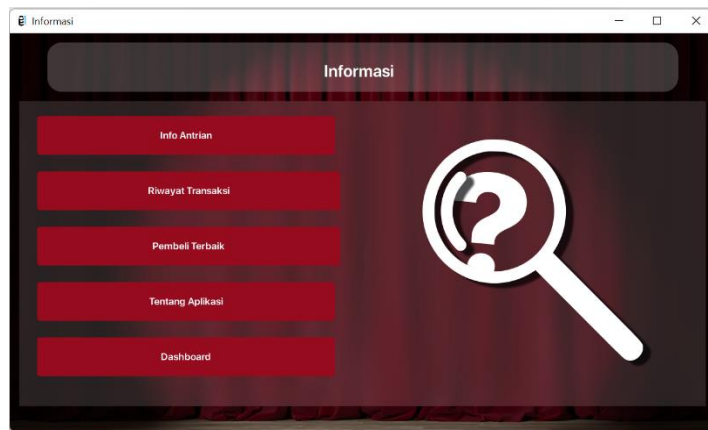 Informasi
Informasi
Info Antrian
Riwayat Transaksi
Pembeli Terbaik
Tentang Aplikasi
Dashboard
?